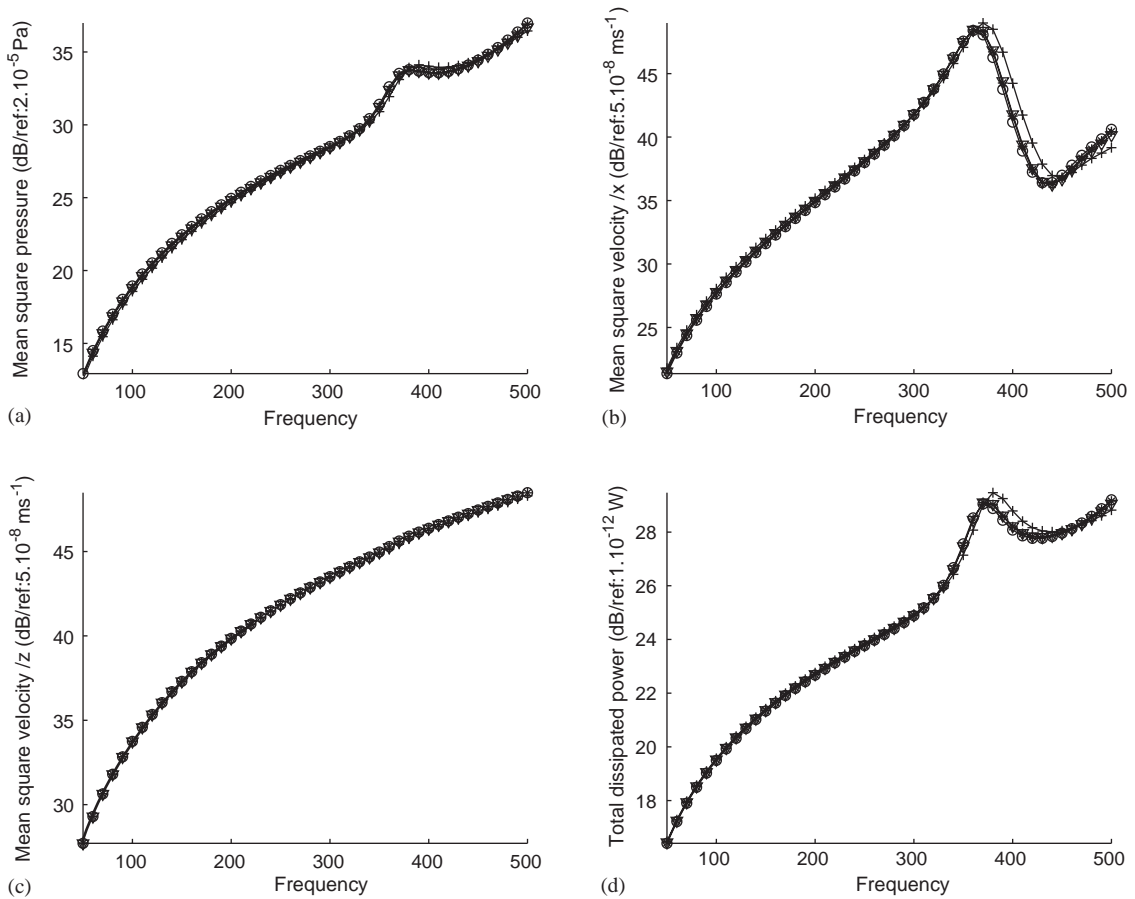 35
30
25
20
15
Mean square pressure (dB/ref:2.10-5Pa)
100 200 300 400 500
Frequency
(a)
45
40
35
30
25
Mean square velocity /x (dB/ref:5.10-8 ms-1)
100 200 300 400 500
Frequency
(b)
45
40
35
30
Mean square velocity /z (dB/ref:5.10-8 ms-1)
100 200 300 400 500
Frequency
(c)
28
26
24
22
20
18
Total dissipated power (dB/ref:1.10-12 W)
100 200 300 400 500
Frequency
(d)